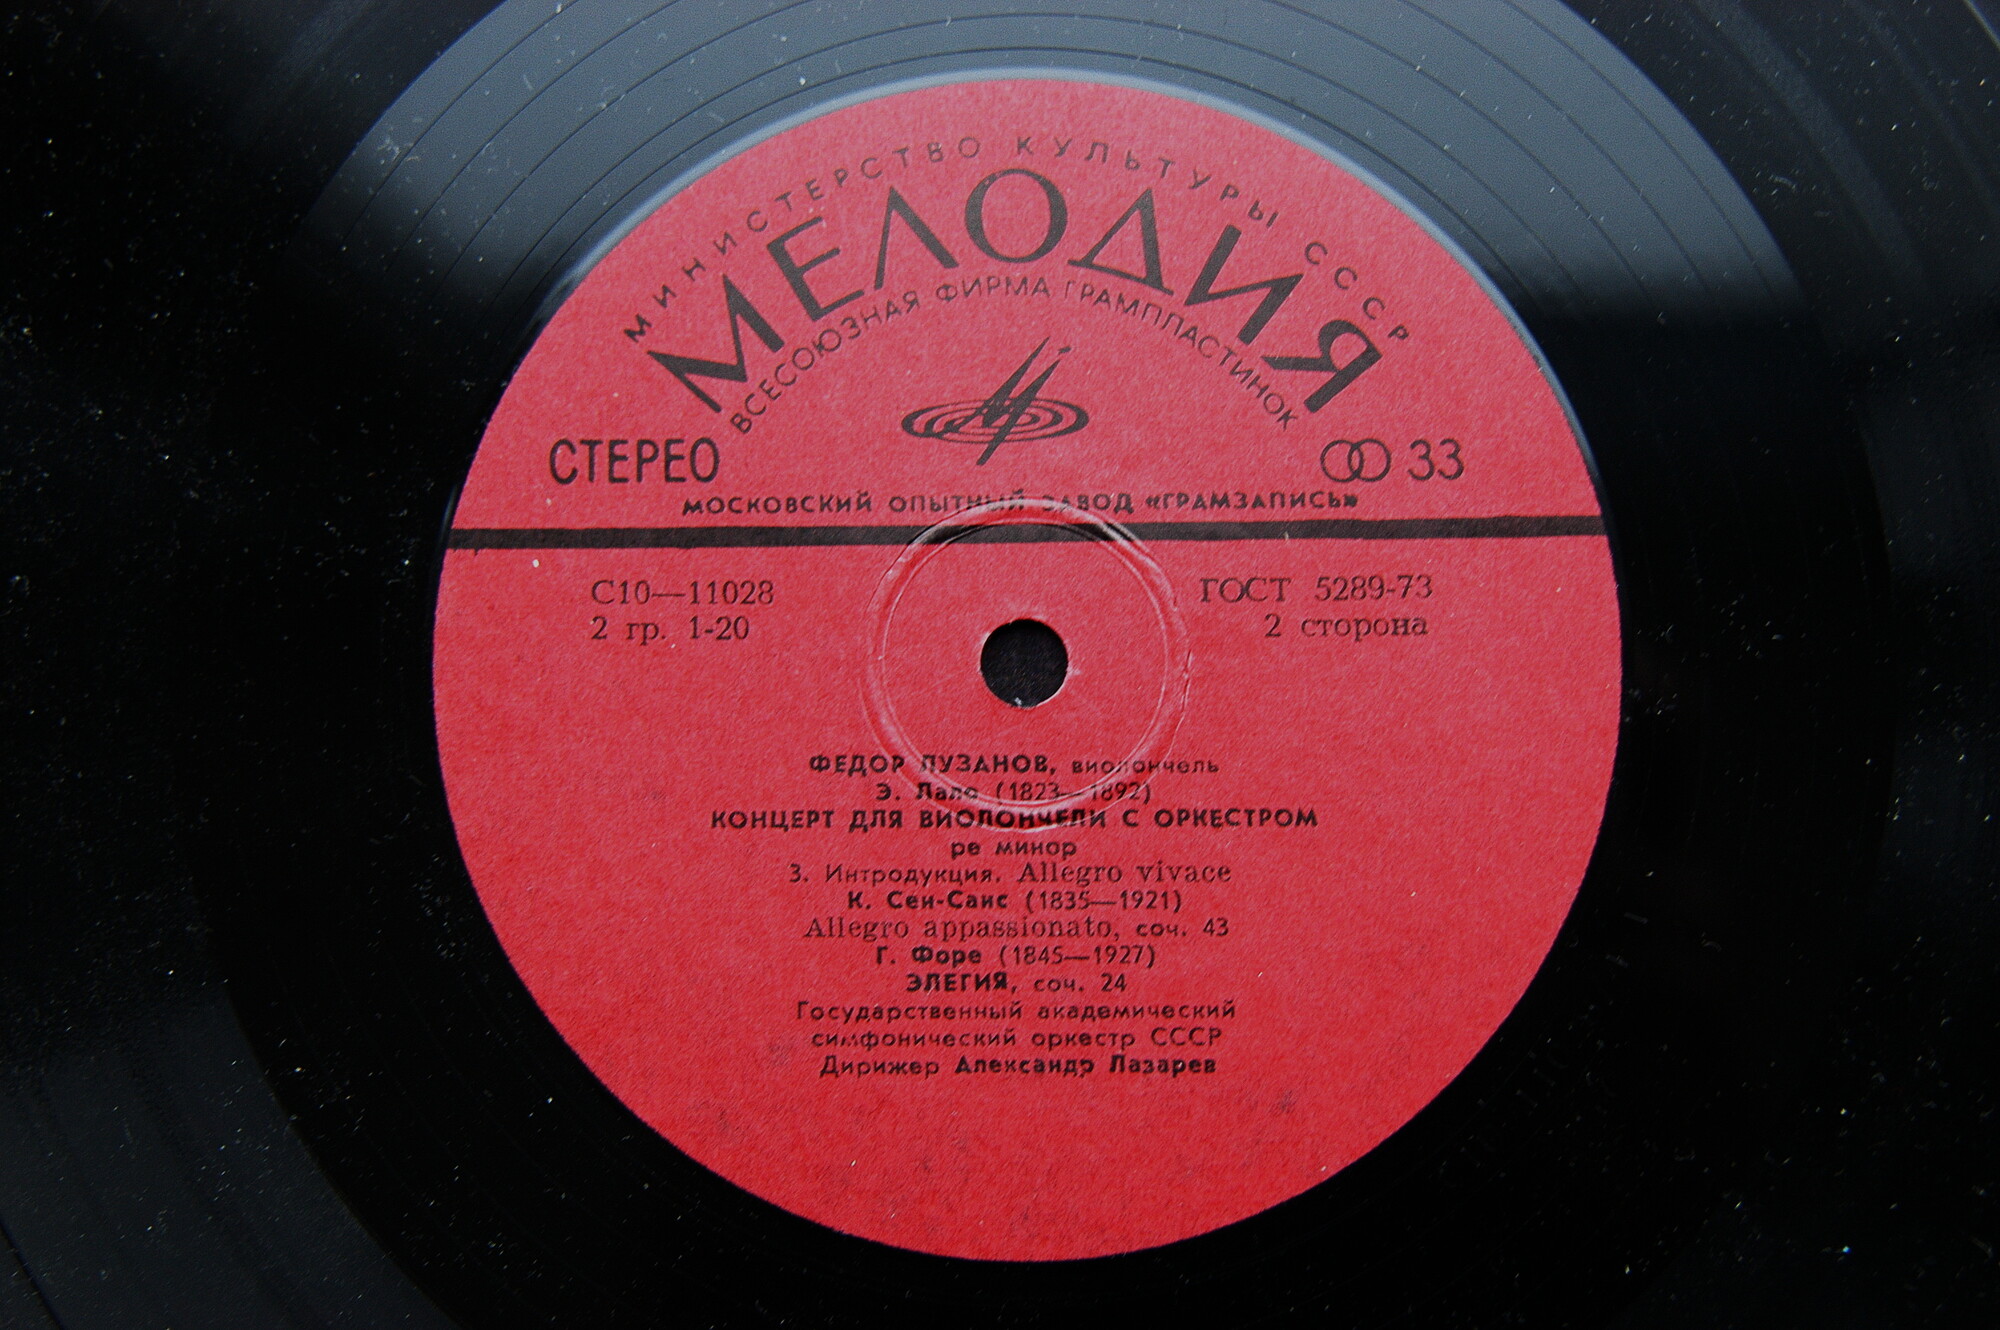 МИНИСТЕРСТВО КУЛЬТУРЫ СССР
МЕЛОДИЯ
ВСЕСОЮЗНАЯ ФИРМА ГРАМПЛАСТИНОК
СТЕРЕО
33
МОСКОВСКИЙ ОПЫТНЫЙ ЗАВОД «ГРАМЗАПИСЬ»
С10—11028
ГОСТ 5289-73
2 гр. 1-20
2 сторона
ФЕДОР ЛУЗАНОВ, виолончель
Э. Лало (1823—1892)
КОНЦЕРТ ДЛЯ ВИОЛОНЧЕЛИ С ОРКЕСТРОМ
ре минор
3. Интродукция. Allegro vivace
К. Сен-Санс (1835—1921)
Allegro appassionato, соч. 43
Г. Форе (1845—1927)
ЭЛЕГИЯ, соч. 24
Государственный академический
симфонический оркестр СССР
Дирижер Александр Лазарев